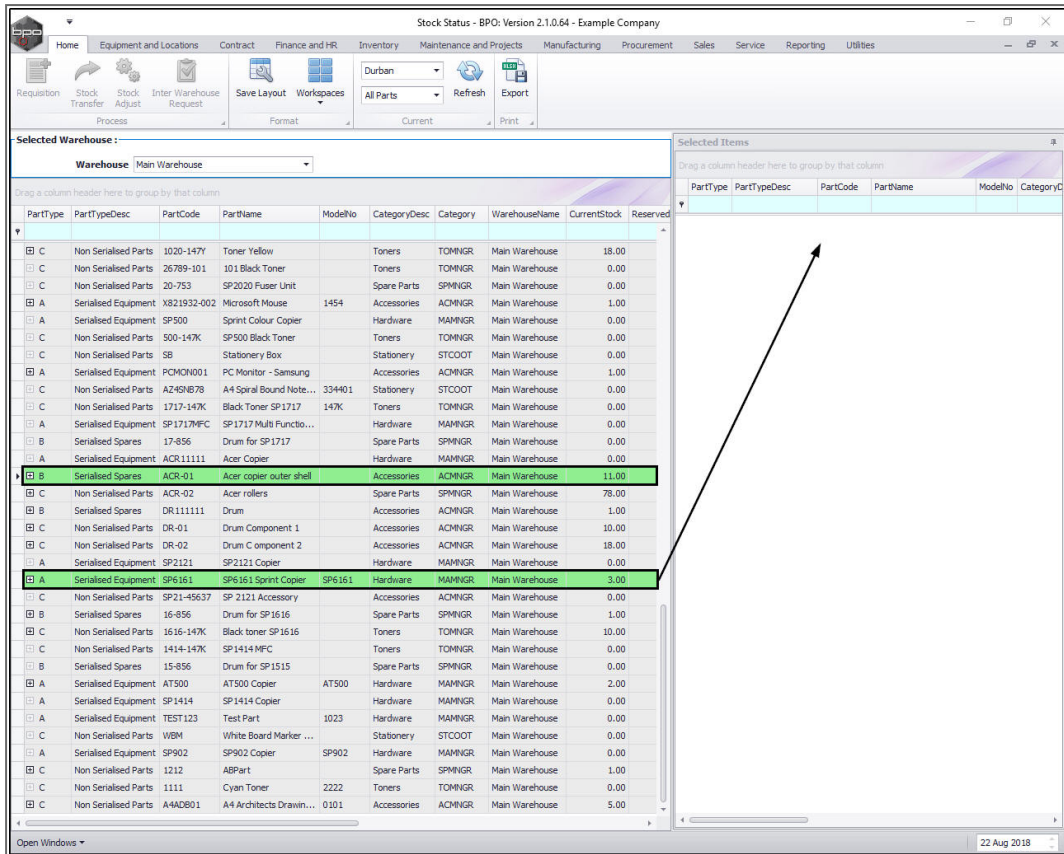 Stock Status - BPO: Version 2.1.0.64 - Example Company
bpo
Home Equipment and Locations Contract Finance and HR Inventory Maintenance and Projects Manufacturing Procurement Sales Service Reporting Utilities
Requisition Stock Transfer Stock Adjust Inter Warehouse Request Save Layout Workspaces Durban All Parts Refresh Export
Process Format Current Print
Selected Warehouse :
Warehouse Main Warehouse
Drag a column header here to group by that column
PartType PartTypeDesc PartCode PartName ModelNo CategoryDesc Category WarehouseName CurrentStock Reserved
C Non Serialised Parts 1020-147Y Toner Yellow Toners TOMNGR Main Warehouse 18.00
C Non Serialised Parts 26789-101 101 Black Toner Toners TOMNGR Main Warehouse 0.00
C Non Serialised Parts 20-753 SP2020 Fuser Unit Spare Parts SPMNGR Main Warehouse 0.00
A Serialised Equipment X821932-002 Microsoft Mouse 1454 Accessories ACMNGR Main Warehouse 1.00
A Serialised Equipment SP500 Sprint Colour Copier Hardware MAMNGR Main Warehouse 0.00
C Non Serialised Parts 500-147K SP500 Black Toner Toners TOMNGR Main Warehouse 0.00
C Non Serialised Parts SB Stationery Box Stationery STCOOT Main Warehouse 0.00
A Serialised Equipment PCMON001 PC Monitor - Samsung Accessories ACMNGR Main Warehouse 1.00
C Non Serialised Parts AZ4SNB78 A4 Spiral Bound Note... 334401 Stationery STCOOT Main Warehouse 0.00
C Non Serialised Parts 1717-147K Black Toner SP1717 147K Toners TOMNGR Main Warehouse 0.00
A Serialised Equipment SP1717MFC SP1717 Multi Functio... Hardware MAMNGR Main Warehouse 0.00
B Serialised Spares 17-856 Drum for SP1717 Spare Parts SPMNGR Main Warehouse 0.00
A Serialised Equipment ACR11111 Acer Copier Hardware MAMNGR Main Warehouse 0.00
B Serialised Spares ACR-01 Acer copier outer shell Accessories ACMNGR Main Warehouse 11.00
C Non Serialised Parts ACR-02 Acer rollers Spare Parts SPMNGR Main Warehouse 78.00
B Serialised Spares DR111111 Drum Accessories ACMNGR Main Warehouse 1.00
C Non Serialised Parts DR-01 Drum Component 1 Accessories ACMNGR Main Warehouse 10.00
C Non Serialised Parts DR-02 Drum C omponent 2 Accessories ACMNGR Main Warehouse 18.00
A Serialised Equipment SP2121 SP2121 Copier Hardware MAMNGR Main Warehouse 0.00
A Serialised Equipment SP6161 SP6161 Sprint Copier SP6161 Hardware MAMNGR Main Warehouse 3.00
C Non Serialised Parts SP21-45637 SP 2121 Accessory Accessories ACMNGR Main Warehouse 0.00
B Serialised Spares 16-856 Drum for SP1616 Spare Parts SPMNGR Main Warehouse 1.00
C Non Serialised Parts 1616-147K Black toner SP1616 Toners TOMNGR Main Warehouse 10.00
C Non Serialised Parts 1414-147K SP1414 MFC Toners TOMNGR Main Warehouse 0.00
B Serialised Spares 15-856 Drum for SP1515 Spare Parts SPMNGR Main Warehouse 0.00
A Serialised Equipment AT500 AT500 Copier AT500 Hardware MAMNGR Main Warehouse 2.00
A Serialised Equipment SP1414 SP1414 Copier Hardware MAMNGR Main Warehouse 0.00
A Serialised Equipment TEST123 Test Part 1023 Hardware MAMNGR Main Warehouse 0.00
C Non Serialised Parts WBM White Board Marker ... Stationery STCOOT Main Warehouse 0.00
A Serialised Equipment SP902 SP902 Copier SP902 Hardware MAMNGR Main Warehouse 0.00
C Non Serialised Parts 1212 ABPart Spare Parts SPMNGR Main Warehouse 1.00
C Non Serialised Parts 1111 Cyan Toner 2222 Toners TOMNGR Main Warehouse 0.00
C Non Serialised Parts A4ADB01 A4 Architects Drawin... 0101 Accessories ACMNGR Main Warehouse 5.00
Selected Items
Drag a column header here to group by that column
PartType PartTypeDesc PartCode PartName ModelNo CategoryD
Open Windows
22 Aug 2018